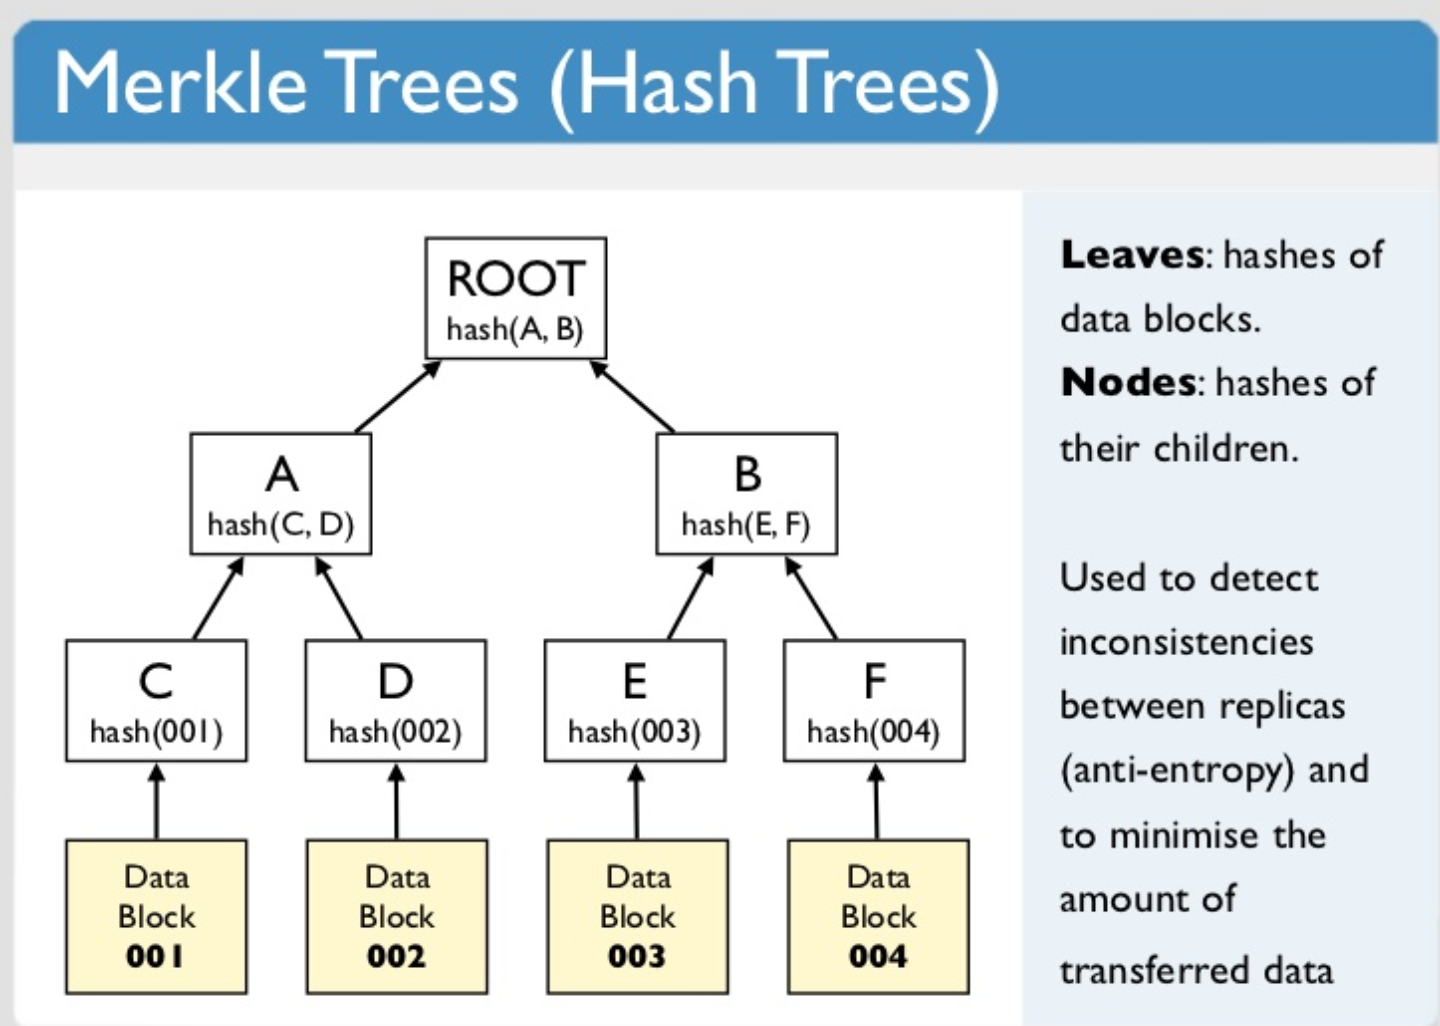 Merkle Trees (Hash Trees)
ROOT
hash(A, B)
A
hash(C, D)
B
hash(E, F)
C
hash(001)
D
hash(002)
E
hash(003)
F
hash(004)
Data
Block
001
Data
Block
002
Data
Block
003
Data
Block
004
Leaves: hashes of
data blocks.
Nodes: hashes of
their children.
Used to detect
inconsistencies
between replicas
(anti-entropy) and
to minimise the
amount of
transferred data